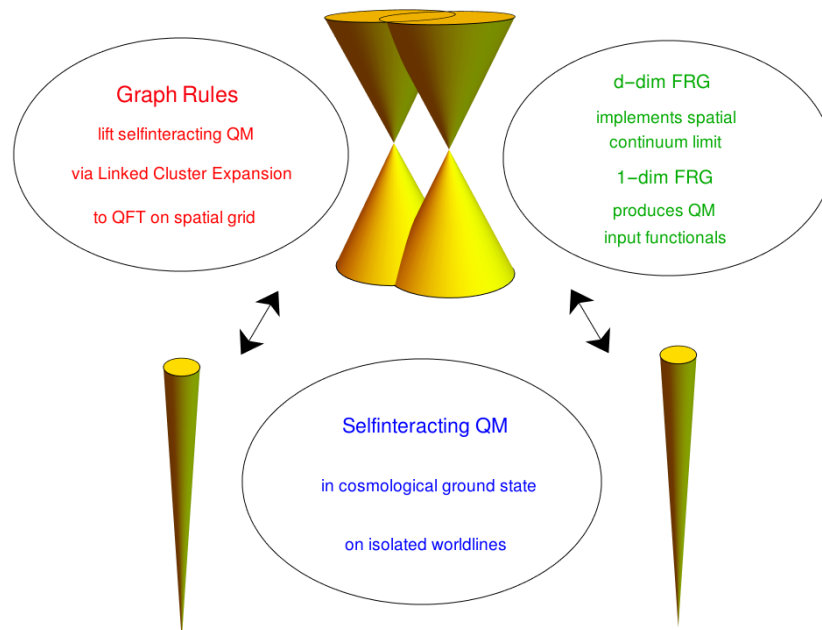 Graph Rules
lift selfinteracting QM
via Linked Cluster Expansion
to QFT on spatial grid
d−dim FRG
implements spatial
continuum limit
1−dim FRG
produces QM
input functionals
Selfinteracting QM
in cosmological ground state
on isolated worldlines